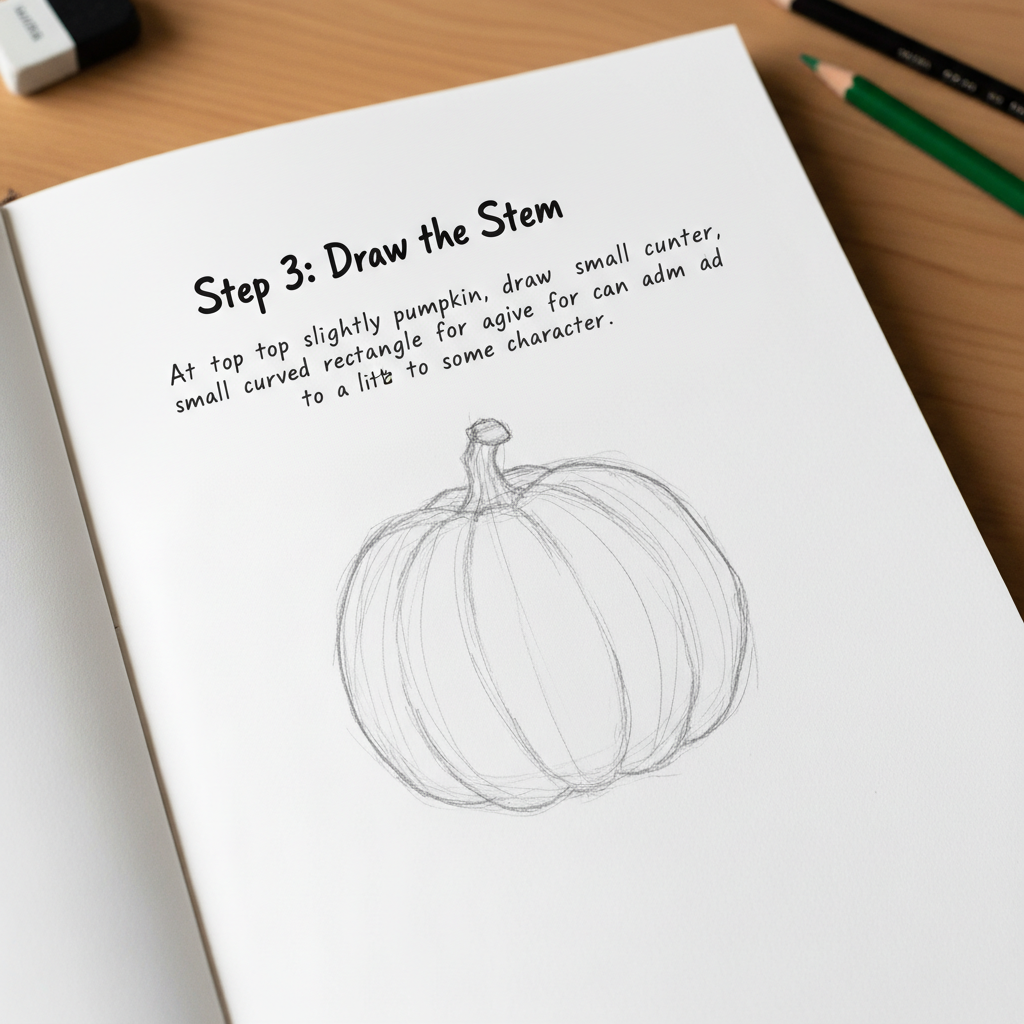 Step 3: Draw the Stem
At top top slightly pumpkin, draw small cunter,
small curved rectangle for agive for can adm ad
to a to some character.